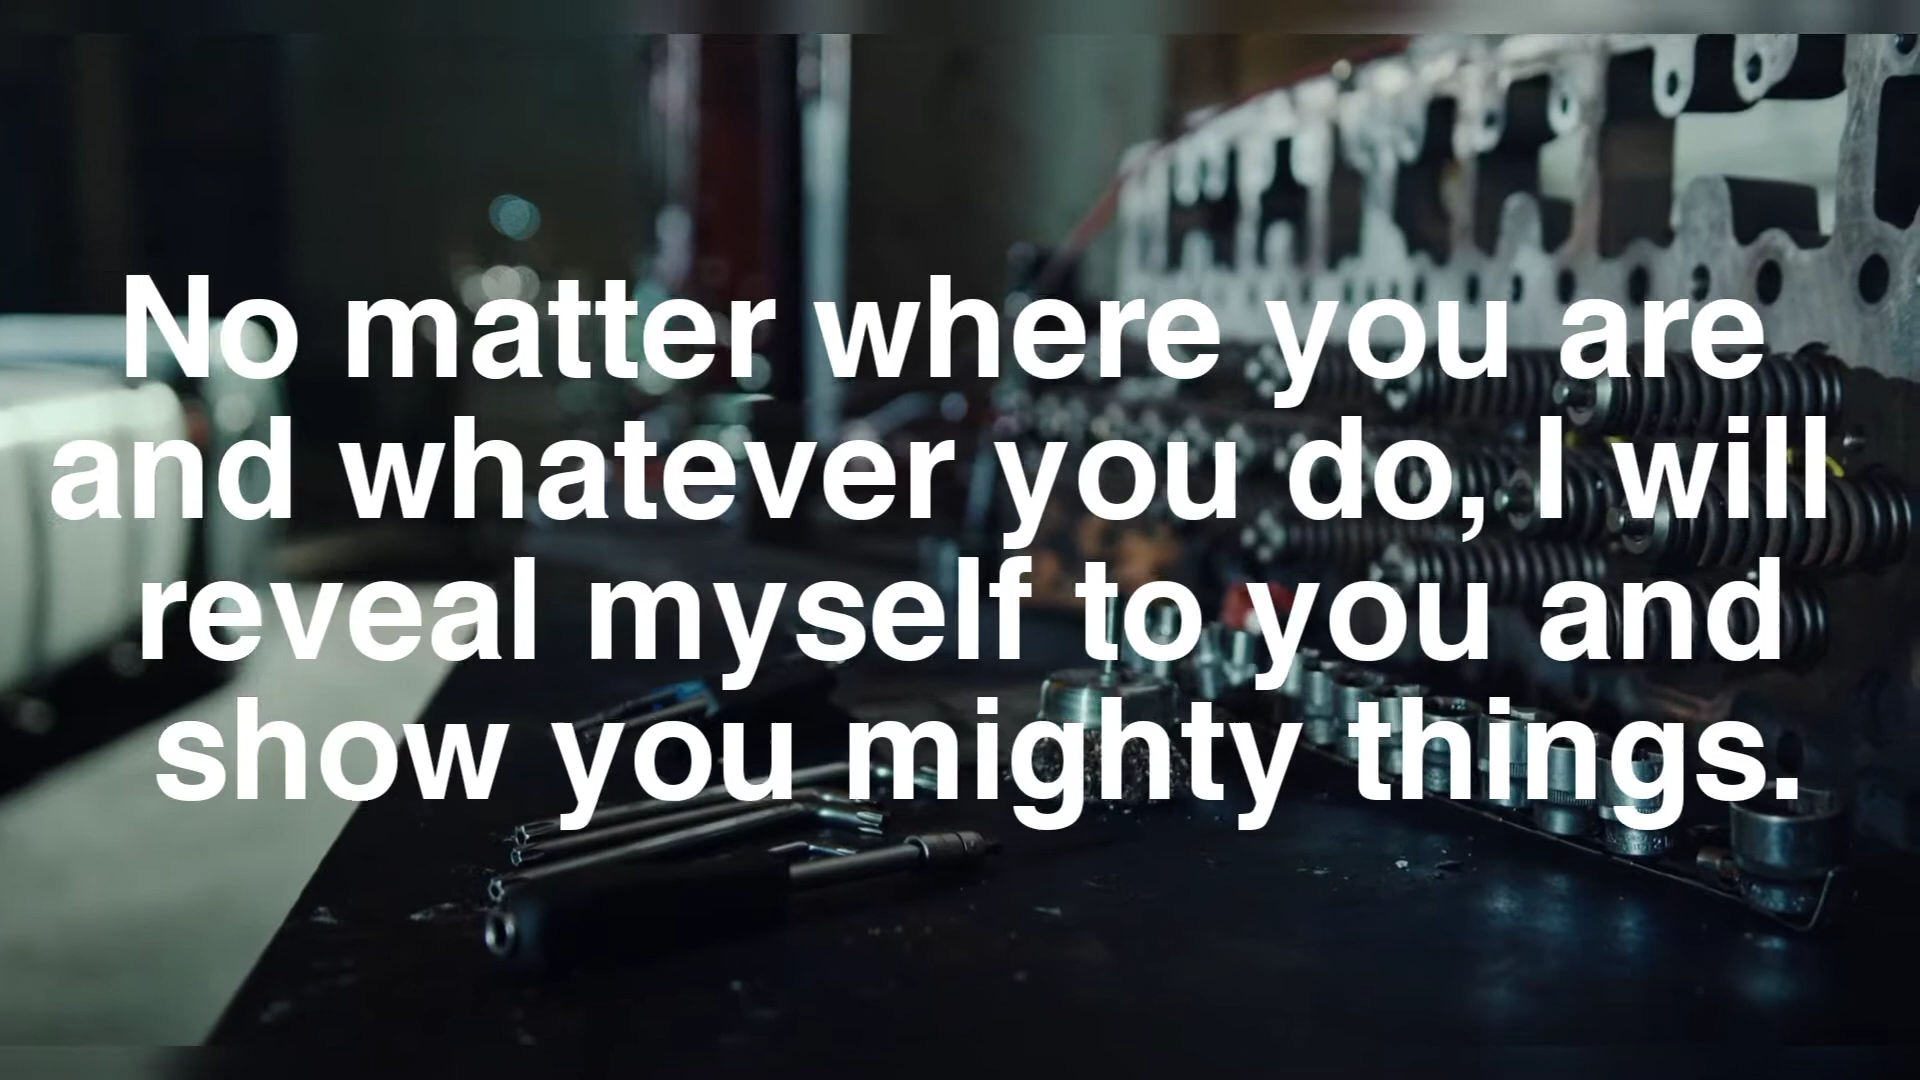 No matter where you are
and whatever you do, I will
reveal myself to you and
show you mighty things.